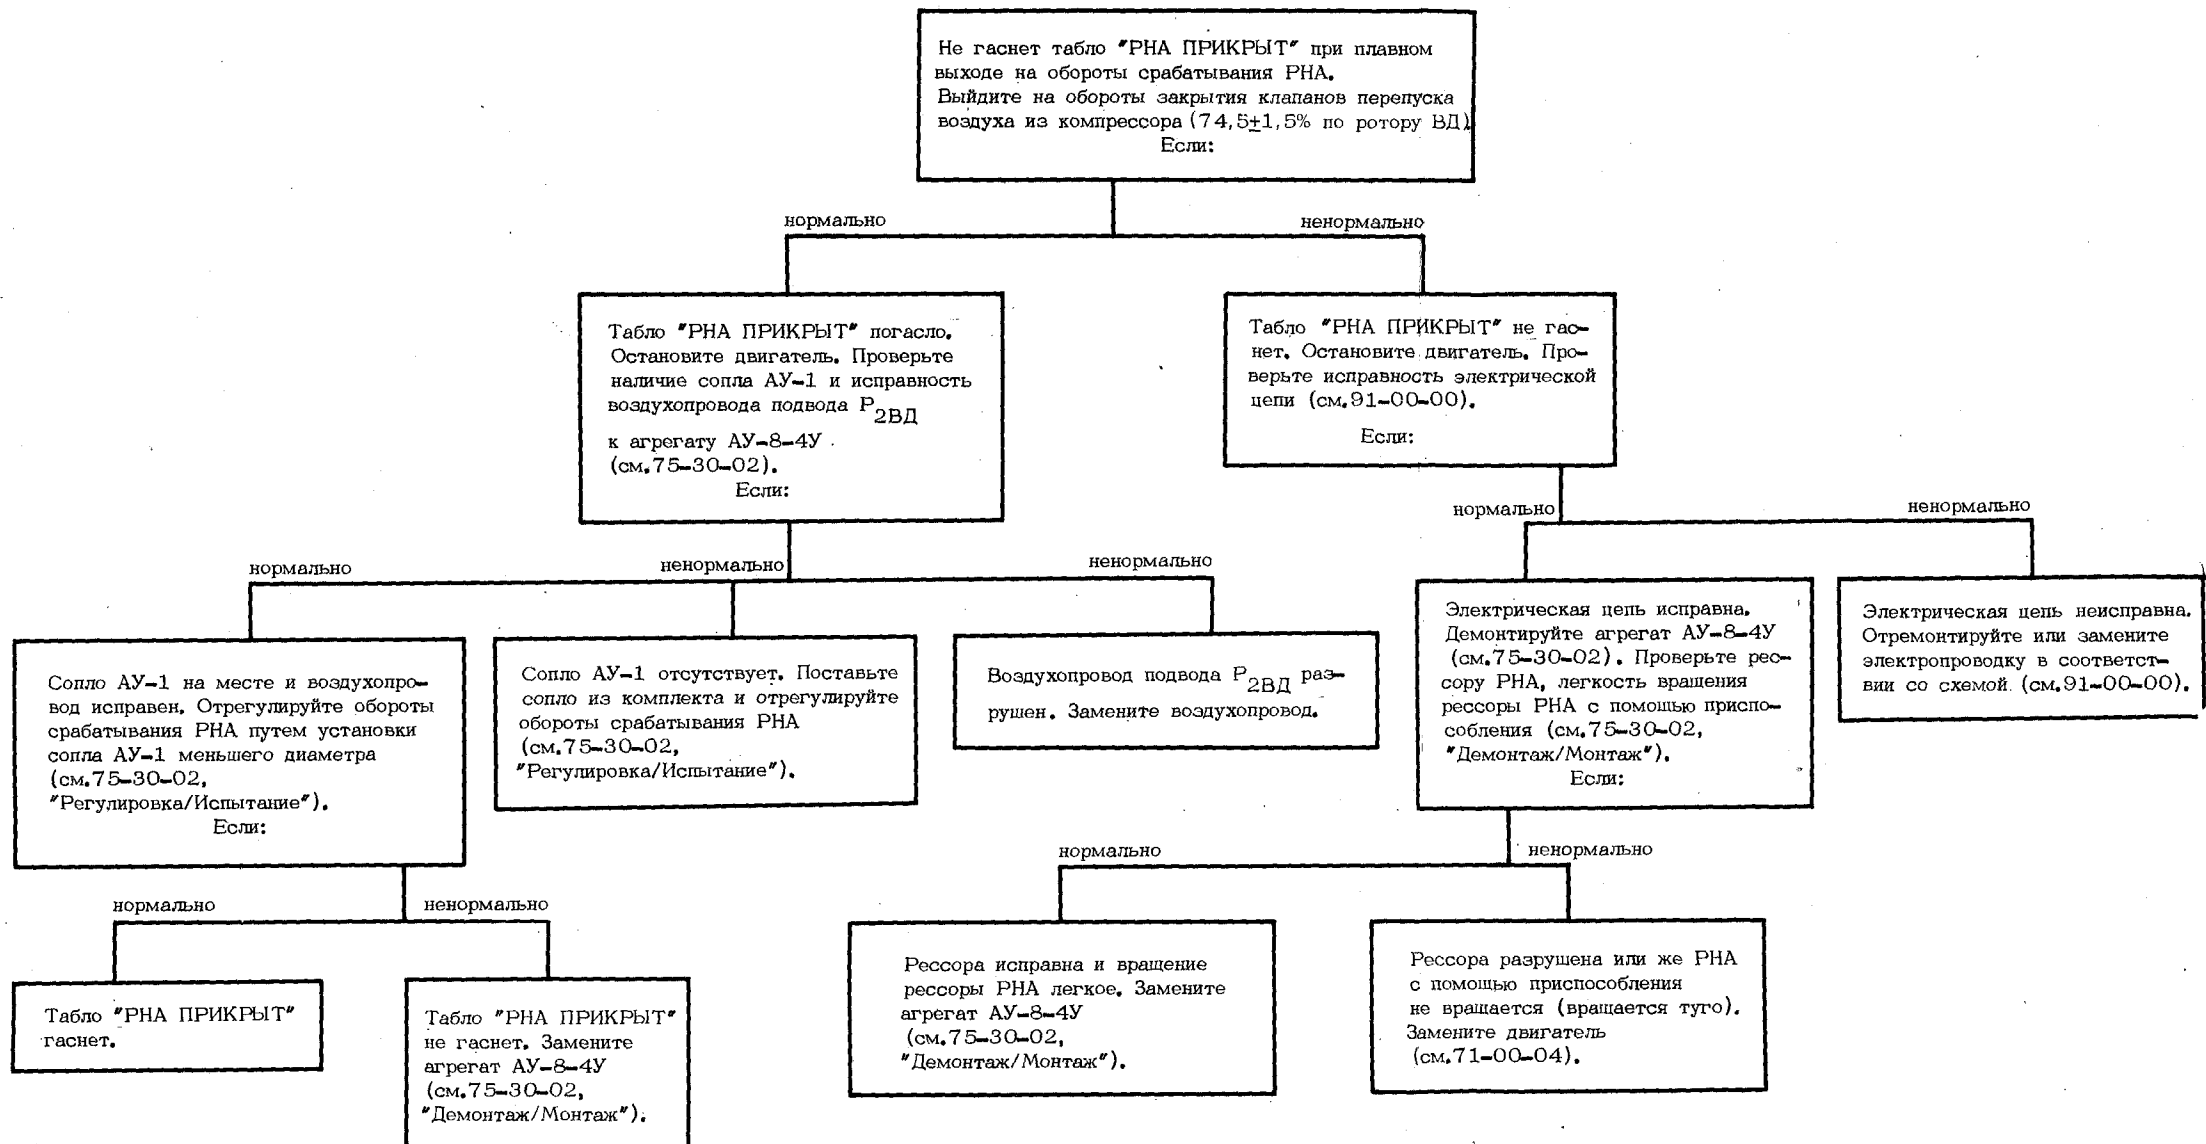 Не гаснет табло "РНА ПРИКРЫТ" при плавном
выходе на обороты срабатывания РНА.
Выйдите на обороты закрытия клапанов перепуска
воздуха из компрессора (74,5±1,5% по ротору ВД).
Если:
нормально
ненормально
Табло "РНА ПРИКРЫТ" погасло.
Остановите двигатель. Проверьте
наличие сопла АУ-1 и исправность
воздухопровода подвода Р2ВД
к агрегату АУ-8-4У
(см.75-30-02).
Если:
Табло "РНА ПРИКРЫТ" не гас-
нет. Остановите двигатель. Про-
верьте исправность электрической
цепи (см.91-00-00).
Если:
нормально
ненормально
ненормально
нормально
ненормально
Сопло АУ-1 на месте и воздухопро-
вод исправен. Отрегулируйте обороты
срабатывания РНА путем установки
сопла АУ-1 меньшего диаметра
(см.75-30-02,
"Регулировка/Испытание").
Если:
Сопло АУ-1 отсутствует. Поставьте
сопло из комплекта и отрегулируйте
обороты срабатывания РНА
(см.75-30-02,
"Регулировка/Испытание").
Воздухопровод подвода Р2ВД раз-
рушен. Замените воздухопровод.
Электрическая цепь исправна.
Демонтируйте агрегат АУ-8-4У
(см.75-30-02). Проверьте рес-
сору РНА, легкость вращения
рессоры РНА с помощью приспо-
собления (см.75-30-02,
"Демонтаж/Монтаж").
Если:
Электрическая цепь неисправна.
Отремонтируйте или замените
электропроводку в соответст-
вии со схемой (см.91-00-00).
нормально
ненормально
нормально
ненормально
Табло "РНА ПРИКРЫТ"
гаснет.
Табло "РНА ПРИКРЫТ"
не гаснет. Замените
агрегат АУ-8-4У
(см.75-30-02,
"Демонтаж/Монтаж").
Рессора исправна и вращение
рессоры РНА легкое. Замените
агрегат АУ-8-4У
(см.75-30-02,
"Демонтаж/Монтаж").
Рессора разрушена или же РНА
с помощью приспособления
не вращается (вращается туго).
Замените двигатель
(см.71-00-04).